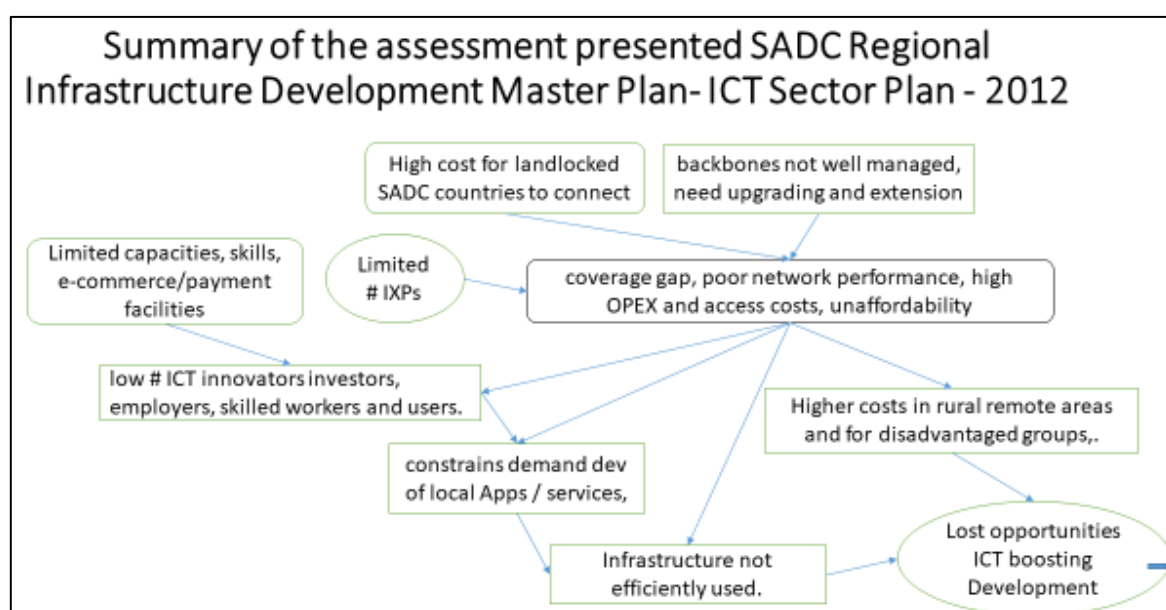 Summary of the assessment presented SADC Regional
Infrastructure Development Master Plan- ICT Sector Plan - 2012
High cost for landlocked
SADC countries to connect
backbones not well managed,
need upgrading and extension
Limited capacities, skills,
e-commerce/payment
facilities
Limited
# IXPs
coverage gap, poor network performance, high
OPEX and access costs, unaffordability
low # ICT innovators investors,
employers, skilled workers and users.
Higher costs in rural remote areas
and for disadvantaged groups,.
constrains demand dev
of local Apps / services,
Infrastructure not
efficiently used.
Lost opportunities
ICT boosting
Development